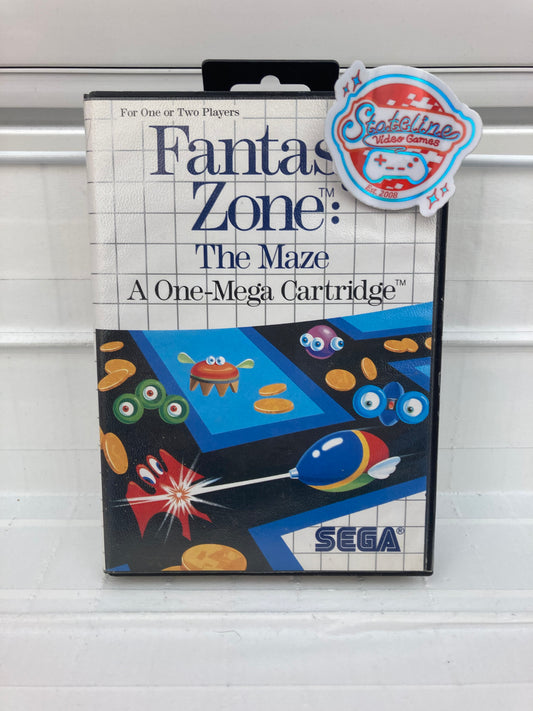 For One or Two Players
Fantas
Zone:™
The Maze
A One-Mega Cartridge™
SEGA®
Stateline
Video Games
Est. 2008